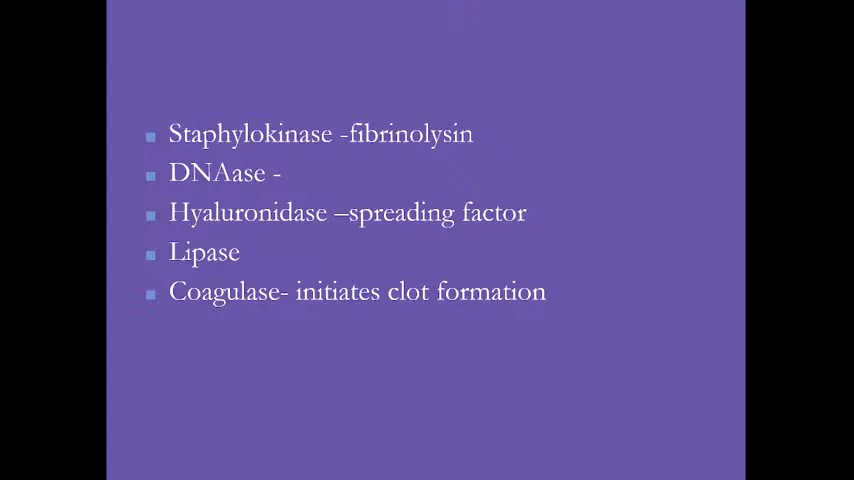 Staphylokinase -fibrinolysin
DNAase -
Hyaluronidase –spreading factor
Lipase
Coagulase- initiates clot formation